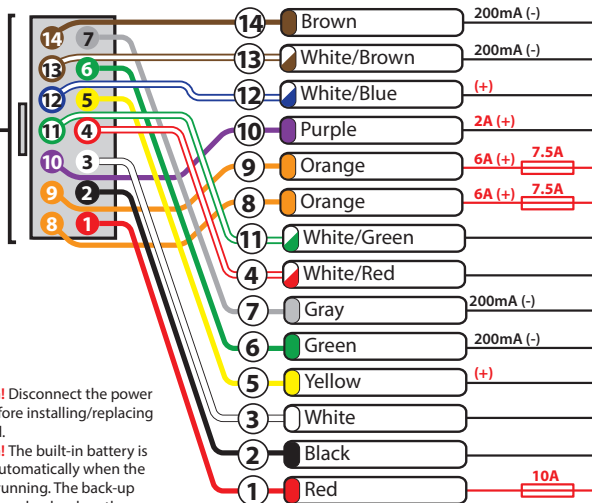 14 7
13 6
12 5
11 4
10 3
9 2
8 1
14 Brown 200mA (-)
13 White/Brown 200mA (-)
12 White/Blue (+)
10 Purple 2A (+)
9 Orange 6A (+) 7.5A
8 Orange 6A (+) 7.5A
11 White/Green
4 White/Red
7 Gray 200mA (-)
6 Green 200mA (-)
5 Yellow (+)
3 White
2 Black
1 Red 10A
! Disconnect the power
fore installing/replacing
d.
! The built-in battery is
utomatically when the
unning. The back-up